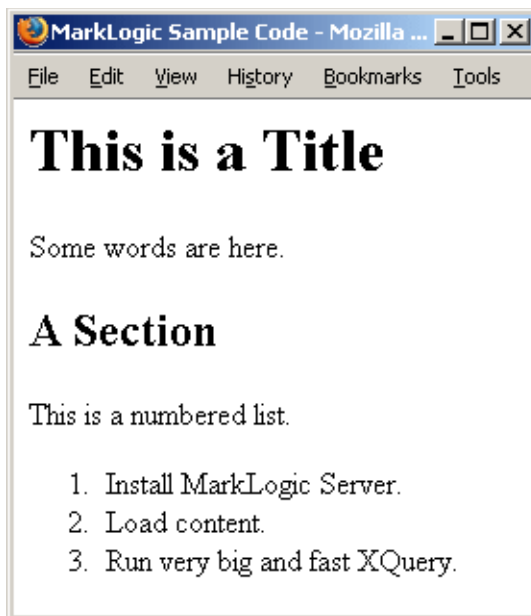 MarkLogic Sample Code - Mozilla ...
File Edit View History Bookmarks Tools
This is a Title
Some words are here.
A Section
This is a numbered list.
1. Install MarkLogic Server.
2. Load content.
3. Run very big and fast XQuery.